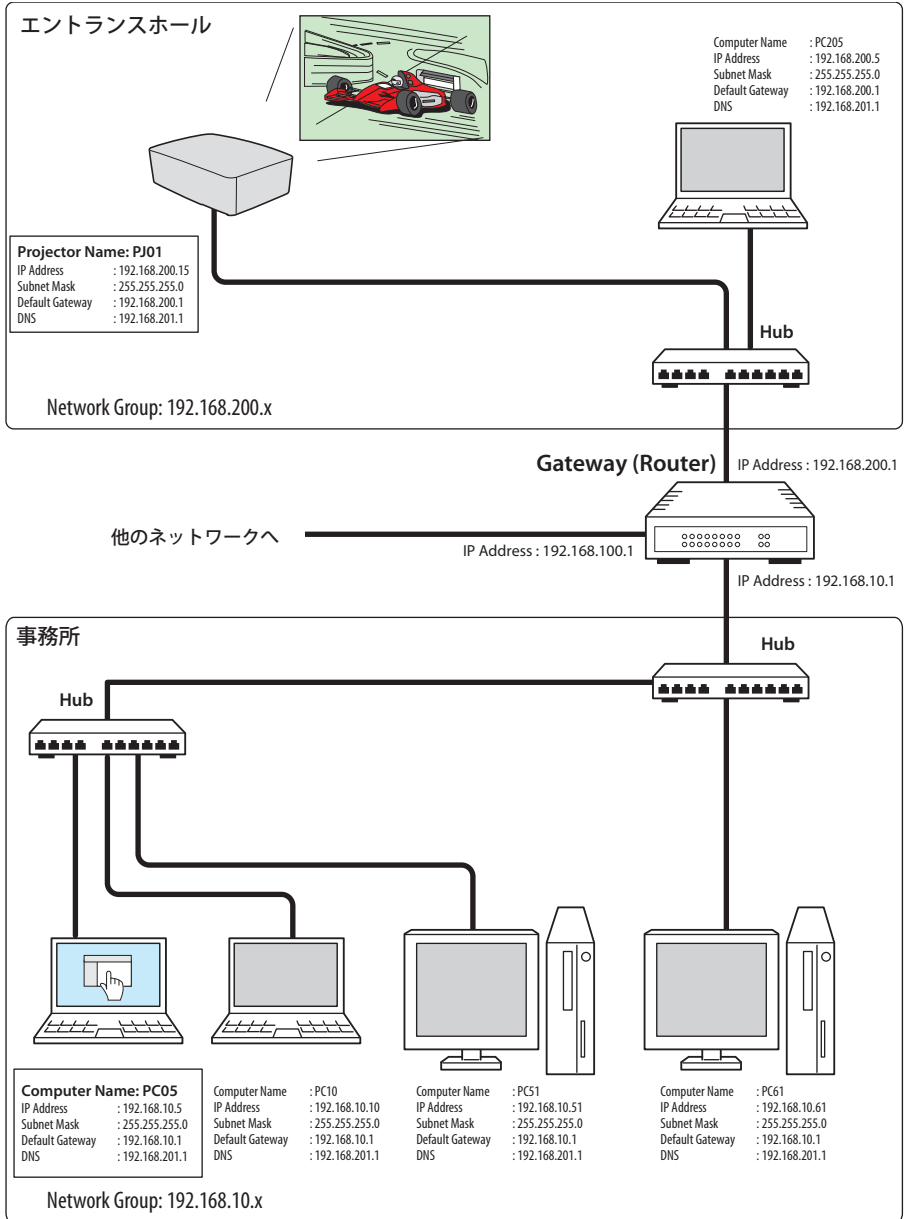 エントランスホール
Computer Name : PC205
IP Address : 192.168.200.5
Subnet Mask : 255.255.255.0
Default Gateway : 192.168.200.1
DNS : 192.168.201.1
Projector Name: PJ01
IP Address : 192.168.200.15
Subnet Mask : 255.255.255.0
Default Gateway : 192.168.200.1
DNS : 192.168.201.1
Hub
Network Group: 192.168.200.x
Gateway (Router)
IP Address : 192.168.200.1
他のネットワークへ
IP Address : 192.168.100.1
IP Address : 192.168.10.1
事務所
Hub
Hub
Computer Name: PC05
IP Address : 192.168.10.5
Subnet Mask : 255.255.255.0
Default Gateway : 192.168.10.1
DNS : 192.168.201.1
Computer Name : PC10
IP Address : 192.168.10.10
Subnet Mask : 255.255.255.0
Default Gateway : 192.168.10.1
DNS : 192.168.201.1
Computer Name : PC51
IP Address : 192.168.10.51
Subnet Mask : 255.255.255.0
Default Gateway : 192.168.10.1
DNS : 192.168.201.1
Computer Name : PC61
IP Address : 192.168.10.61
Subnet Mask : 255.255.255.0
Default Gateway : 192.168.10.1
DNS : 192.168.201.1
Network Group: 192.168.10.x